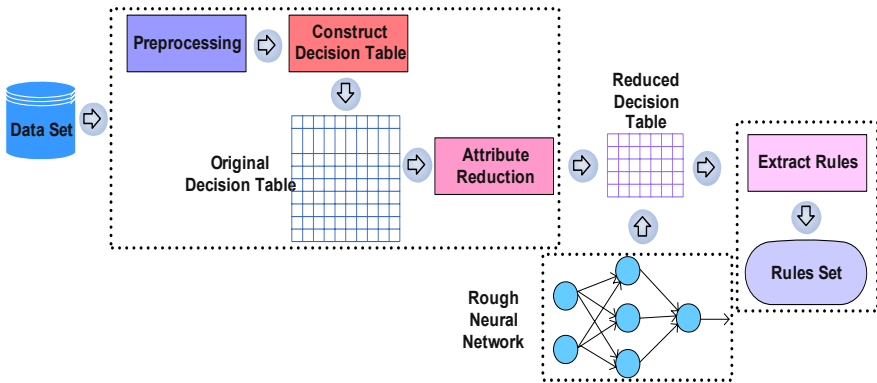 Data Set
Preprocessing
Construct
Decision Table
Original
Decision Table
Attribute
Reduction
Reduced
Decision
Table
Extract Rules
Rules Set
Rough
Neural
Network